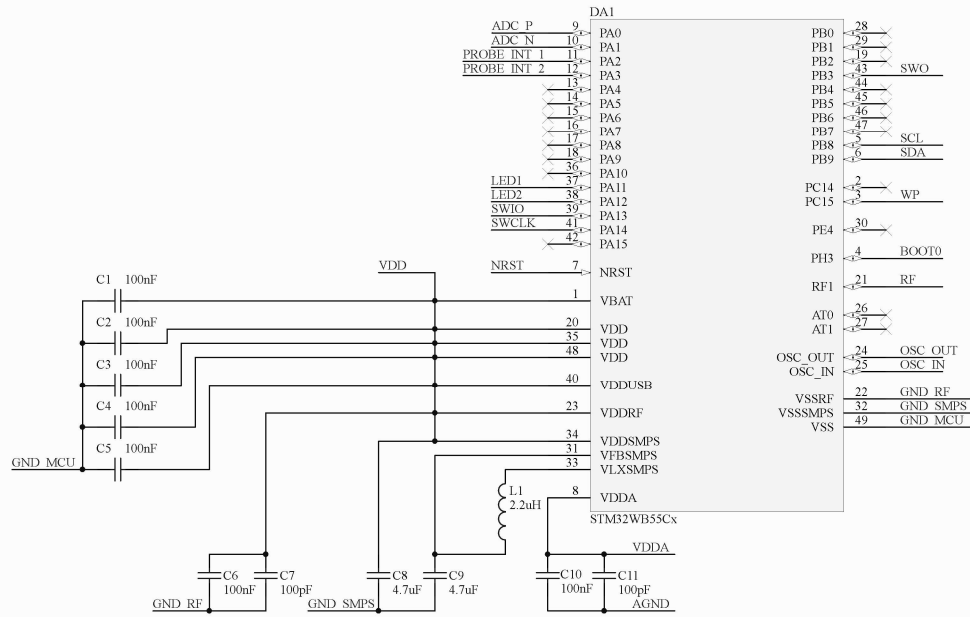 DA1
ADC_P 9 PA0 PB0 28
ADC_N 10 PA1 PB1 29
PROBE_INT_1 11 PA2 PB2 19
PROBE_INT_2 12 PA3 PB3 43 SWO
13 PA4 PB4 44
14 PA5 PB5 45
15 PA6 PB6 46
16 PA7 PB7 47
17 PA8 PB8 5 SCL
18 PA9 PB9 6 SDA
36 PA10
LED1 37 PA11 PC14 2
LED2 38 PA12 PC15 3 WP
SWIO 39 PA13
SWCLK 41 PA14 PE4 30
42 PA15
PH3 4 BOOT0
VDD NRST 7 NRST
RF1 21 RF
C1 100nF
1 VBAT
AT0 26
C2 100nF
20 VDD AT1 27
35 VDD
48 VDD OSC_OUT 24 OSC_OUT
C3 100nF
OSC_IN 25 OSC_IN
40 VDDUSB
VSSRF 22 GND_RF
C4 100nF
23 VDDRF VSSSMPS 32 GND_SMPS
VSS 49 GND_MCU
34 VDDSMPS
C5 100nF
31 VFBSMPS
GND_MCU 33 VLXSMPS
L1
2.2uH
8 VDDA
STM32WB55Cx
VDDA
C6 C7 C8 C9 C10 C11
100nF 100pF 4.7uF 4.7uF 100nF 100pF
GND_RF GND_SMPS AGND